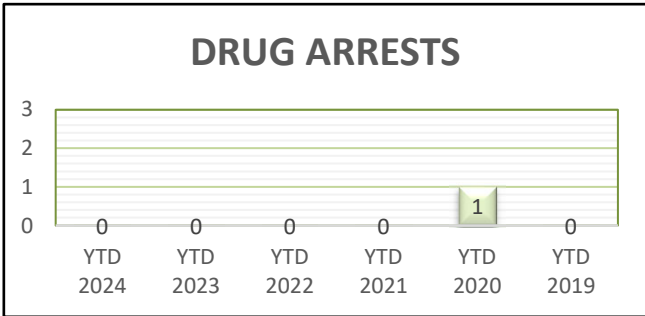 DRUG ARRESTS
3
2
1
0
0 0 0 0 1 0
YTD YTD YTD YTD YTD YTD
2024 2023 2022 2021 2020 2019